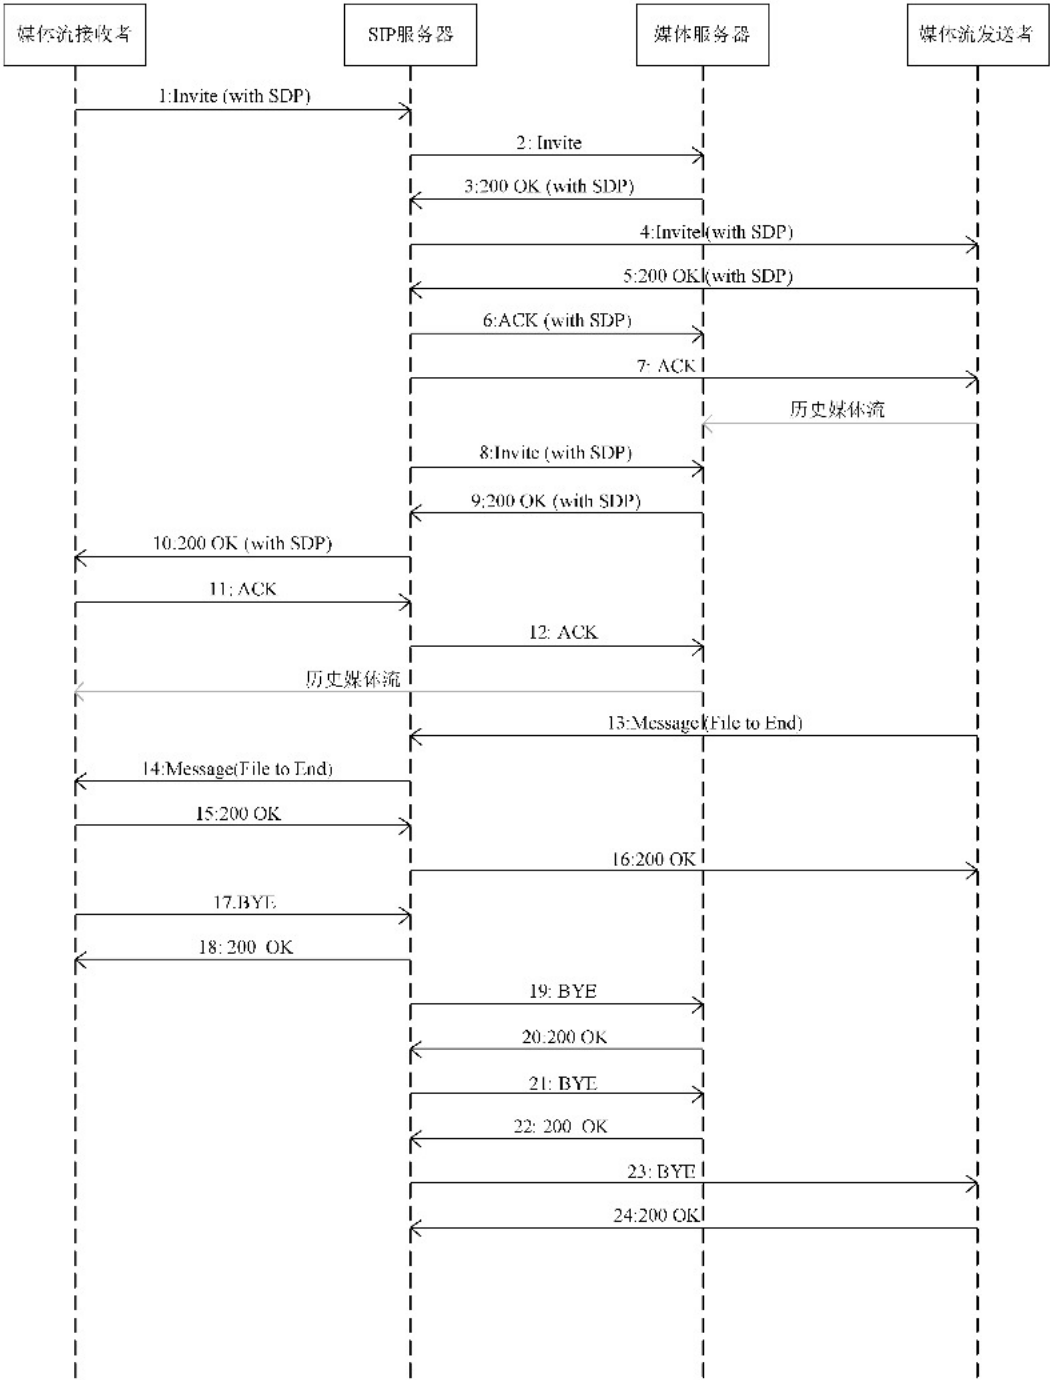 媒体流接收者
SIP服务器
媒体服务器
媒体流发送者
1:Invite (with SDP)
2: Invite
3:200 OK (with SDP)
4:Invite (with SDP)
5:200 OK (with SDP)
6:ACK (with SDP)
7: ACK
历史媒体流
8:Invite (with SDP)
9:200 OK (with SDP)
10:200 OK (with SDP)
11: ACK
12: ACK
历史媒体流
13:Message (File to End)
14:Message(File to End)
15:200 OK
16:200 OK
17:BYE
18: 200 OK
19: BYE
20:200 OK
21: BYE
22: 200 OK
23: BYE
24:200 OK